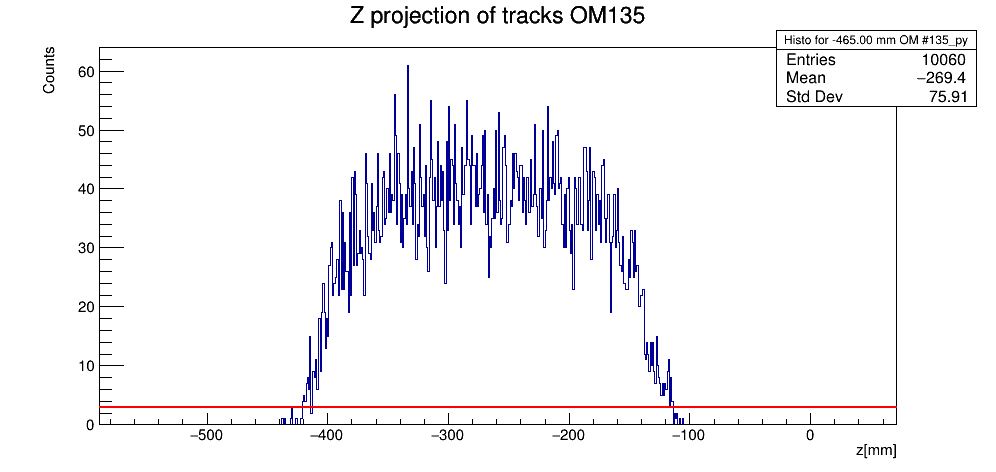 Z projection of tracks OM135
Histo for -465.00 mm OM #135_py
Entries 10060
Mean −269.4
Std Dev 75.91
Counts
60
50
40
30
20
10
0
−500 −400 −300 −200 −100 0
z[mm]